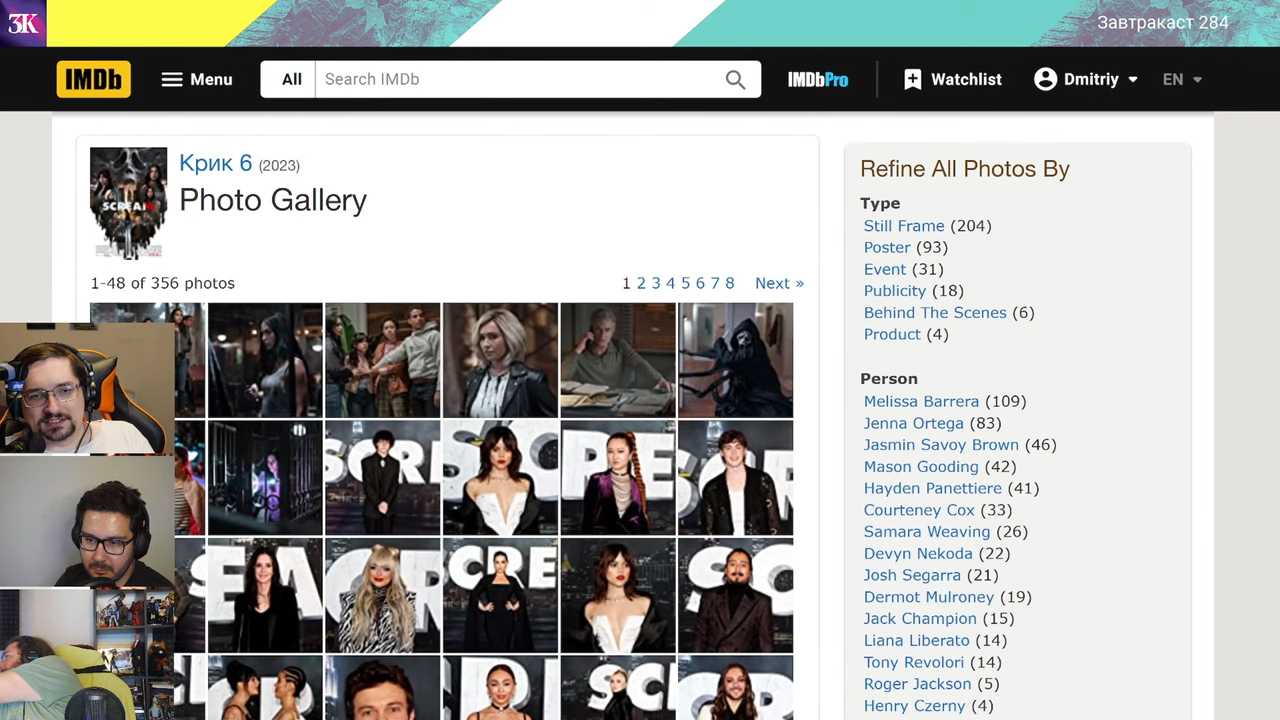 ЗК
Завтракаст 284
IMDb
Menu
All
Search IMDb
IMDbPro
Watchlist
Dmitriy
EN
Крик 6 (2023)
Photo Gallery
SCREAM
1-48 of 356 photos
1 2 3 4 5 6 7 8 Next »
Refine All Photos By
Type
Still Frame (204)
Poster (93)
Event (31)
Publicity (18)
Behind The Scenes (6)
Product (4)
Person
Melissa Barrera (109)
Jenna Ortega (83)
Jasmin Savoy Brown (46)
Mason Gooding (42)
Hayden Panettiere (41)
Courteney Cox (33)
Samara Weaving (26)
Devyn Nekoda (22)
Josh Segarra (21)
Dermot Mulroney (19)
Jack Champion (15)
Liana Liberato (14)
Tony Revolori (14)
Roger Jackson (5)
Henry Czerny (4)